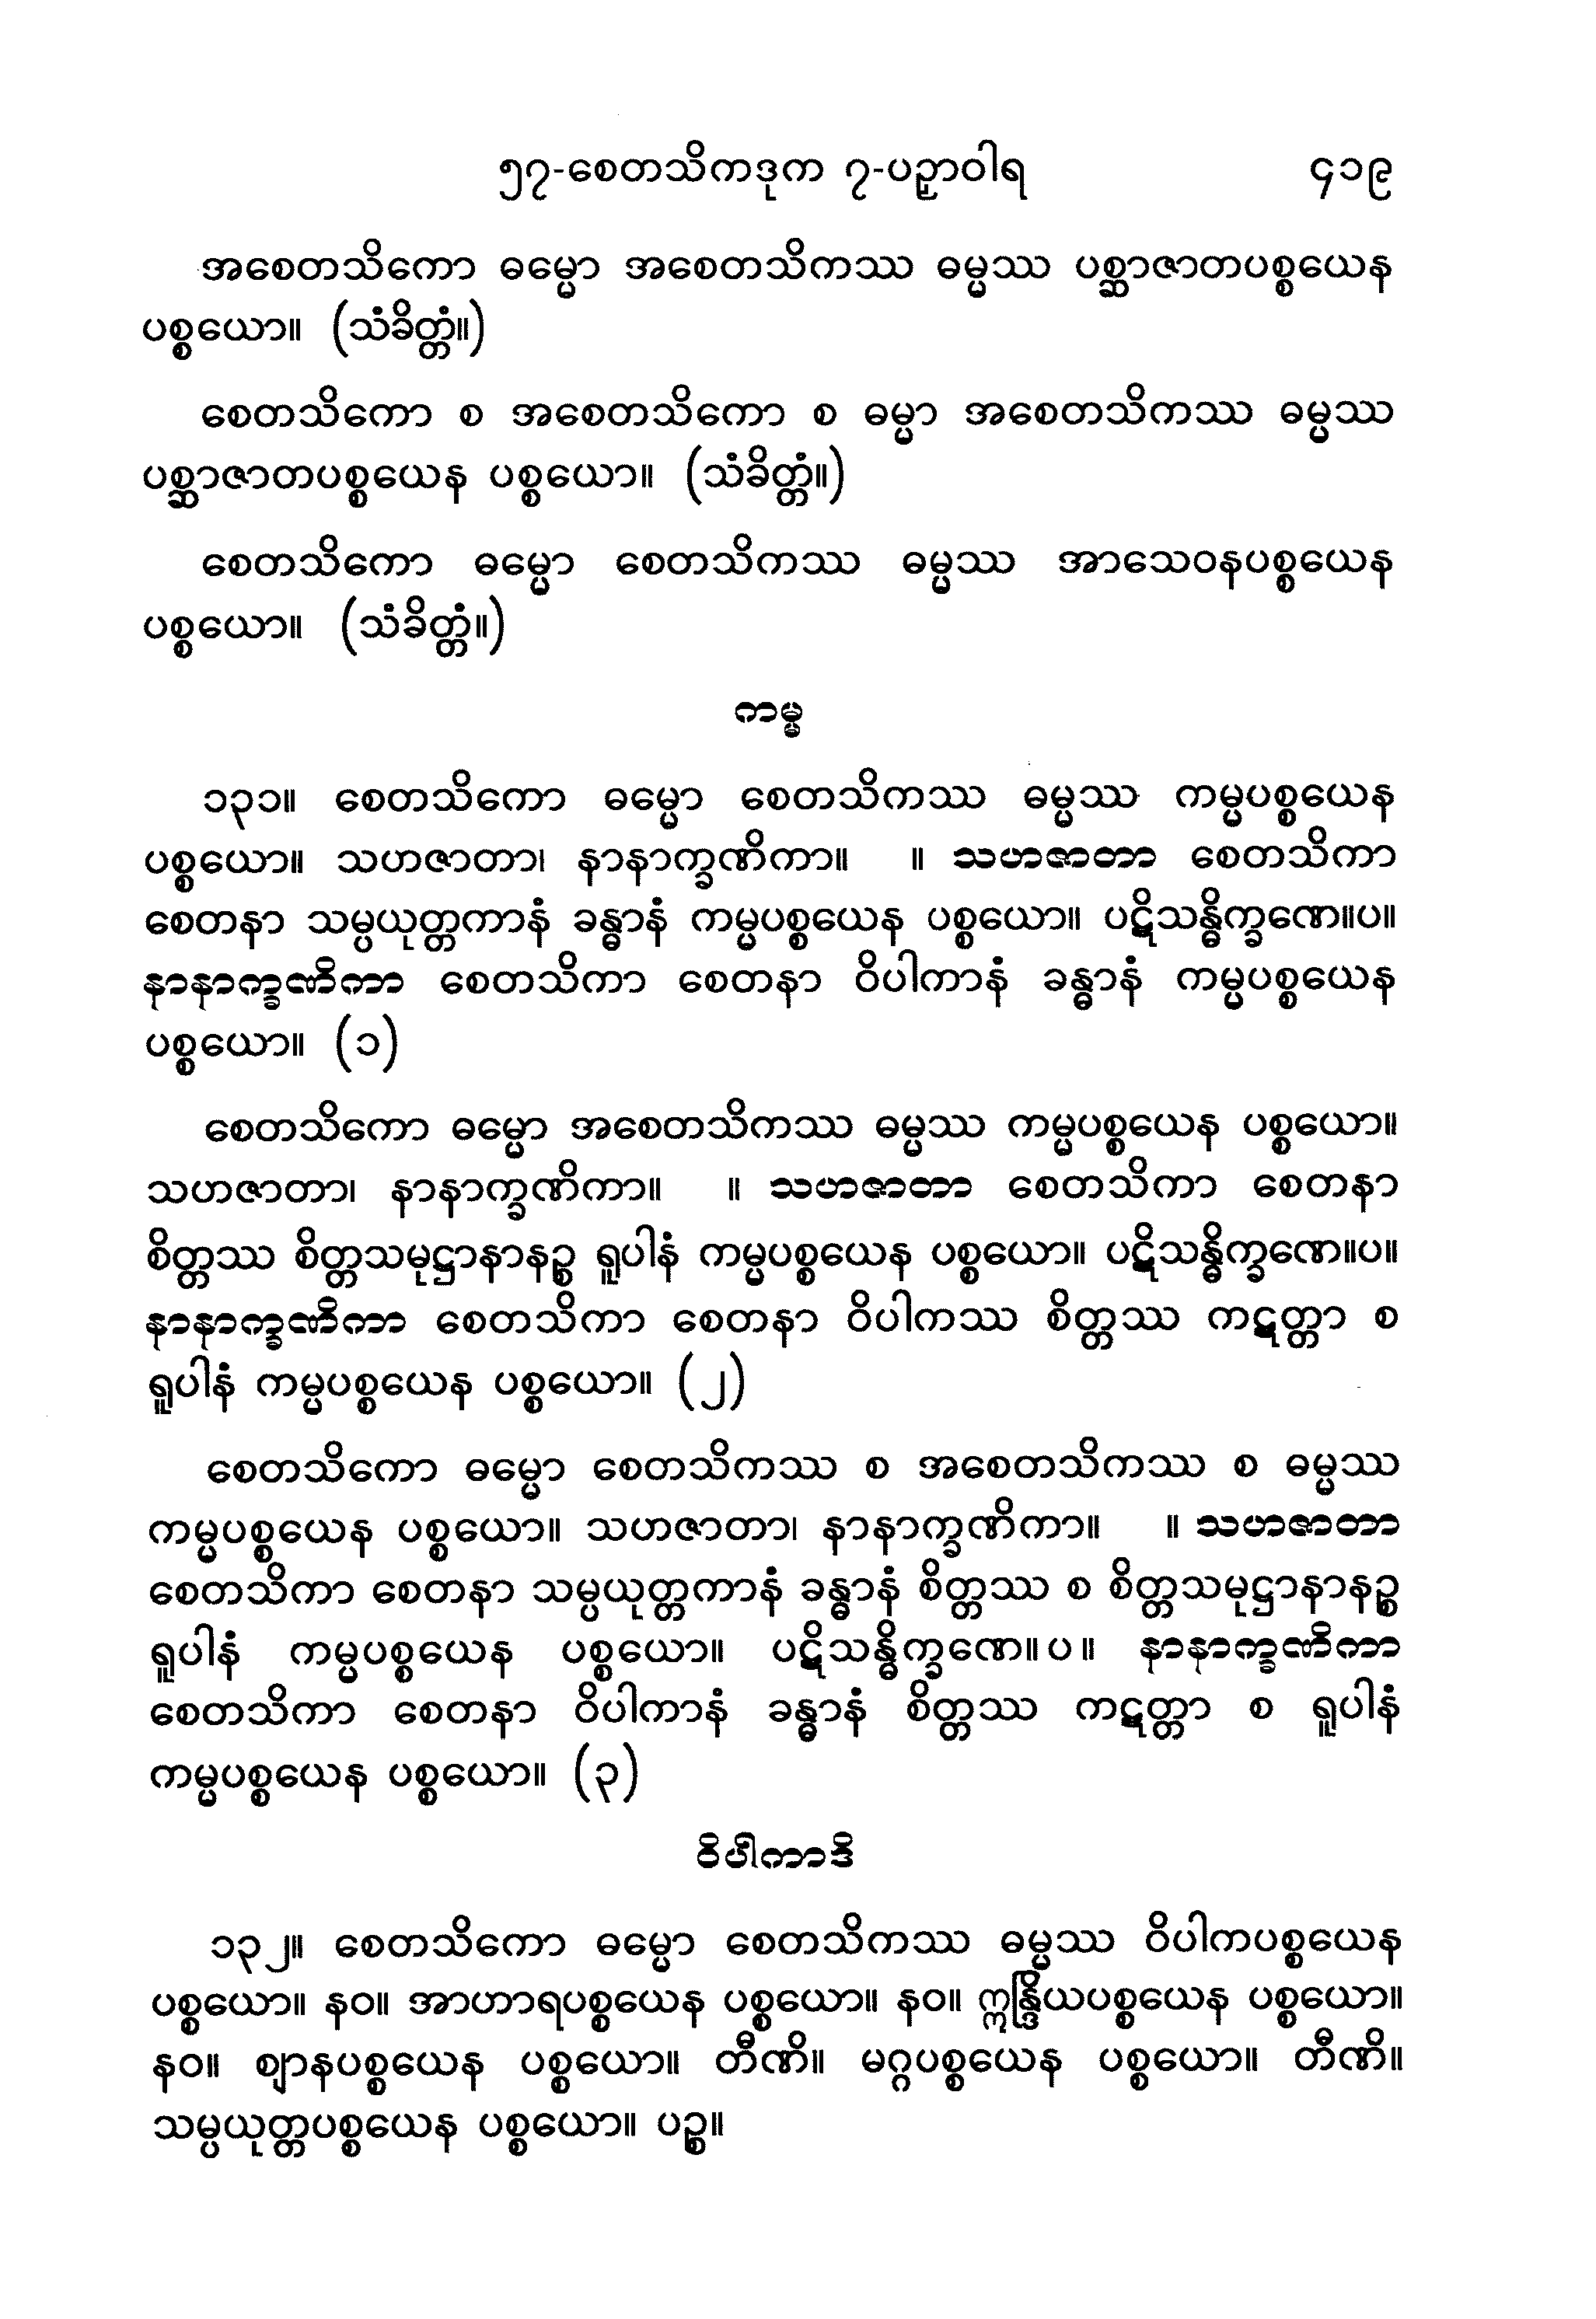 ၅၇-စေတသိကဒုက ၇-ပဉှာဝါရ ၄၁၉
အစေတသိကော ဓမ္မော အစေတသိကဿ ဓမ္မဿ ပစ္ဆာဇာတပစ္စယေန
ပစ္စယော။ (သံခိတ္တံ။)
စေတသိကော စ အစေတသိကော စ ဓမ္မာ အစေတသိကဿ ဓမ္မဿ
ပစ္ဆာဇာတပစ္စယေန ပစ္စယော။ (သံခိတ္တံ။)
စေတသိကော ဓမ္မော စေတသိကဿ ဓမ္မဿ အာသေဝနပစ္စယေန
ပစ္စယော။ (သံခိတ္တံ။)
ကမ္မ
၁၃၁။ စေတသိကော ဓမ္မော စေတသိကဿ ဓမ္မဿ ကမ္မပစ္စယေန
ပစ္စယော။ သဟဇာတာ၊ နာနာက္ခဏိကာ။ ။ သဟဇာတာ စေတသိကာ
စေတနာ သမ္ပယုတ္တကာနံ ခန္ဓာနံ ကမ္မပစ္စယေန ပစ္စယော။ ပဋိသန္ဓိက္ခဏေ။ပ။
နာနာက္ခဏိကာ စေတသိကာ စေတနာ ဝိပါကာနံ ခန္ဓာနံ ကမ္မပစ္စယေန
ပစ္စယော။ (၁)
စေတသိကော ဓမ္မော အစေတသိကဿ ဓမ္မဿ ကမ္မပစ္စယေန ပစ္စယော။
သဟဇာတာ၊ နာနာက္ခဏိကာ။ ။ သဟဇာတာ စေတသိကာ စေတနာ
စိတ္တဿ စိတ္တသမုဋ္ဌာနာနဉ္စ ရူပါနံ ကမ္မပစ္စယေန ပစ္စယော။ ပဋိသန္ဓိက္ခဏေ။ပ။
နာနာက္ခဏိကာ စေတသိကာ စေတနာ ဝိပါကဿ စိတ္တဿ ကဋတ္တာ စ
ရူပါနံ ကမ္မပစ္စယေန ပစ္စယော။ (၂)
စေတသိကော ဓမ္မော စေတသိကဿ စ အစေတသိကဿ စ ဓမ္မဿ
ကမ္မပစ္စယေန ပစ္စယော။ သဟဇာတာ၊ နာနာက္ခဏိကာ။ ။ သဟဇာတာ
စေတသိကာ စေတနာ သမ္ပယုတ္တကာနံ ခန္ဓာနံ စိတ္တဿ စ စိတ္တသမုဋ္ဌာနာနဉ္စ
ရူပါနံ ကမ္မပစ္စယေန ပစ္စယော။ ပဋိသန္ဓိက္ခဏေ။ပ။ နာနာက္ခဏိကာ
စေတသိကာ စေတနာ ဝိပါကာနံ ခန္ဓာနံ စိတ္တဿ ကဋတ္တာ စ ရူပါနံ
ကမ္မပစ္စယေန ပစ္စယော။ (၃)
ဝိပါကာဒိ
၁၃၂။ စေတသိကော ဓမ္မော စေတသိကဿ ဓမ္မဿ ဝိပါကပစ္စယေန
ပစ္စယော။ နဝ။ အာဟာရပစ္စယေန ပစ္စယော။ နဝ။ ဣန္ဒြိယပစ္စယေန ပစ္စယော။
နဝ။ ဈာနပစ္စယေန ပစ္စယော။ တီဏိ။ မဂ္ဂပစ္စယေန ပစ္စယော။ တီဏိ။
သမ္ပယုတ္တပစ္စယေန ပစ္စယော။ ပဉ္စ။